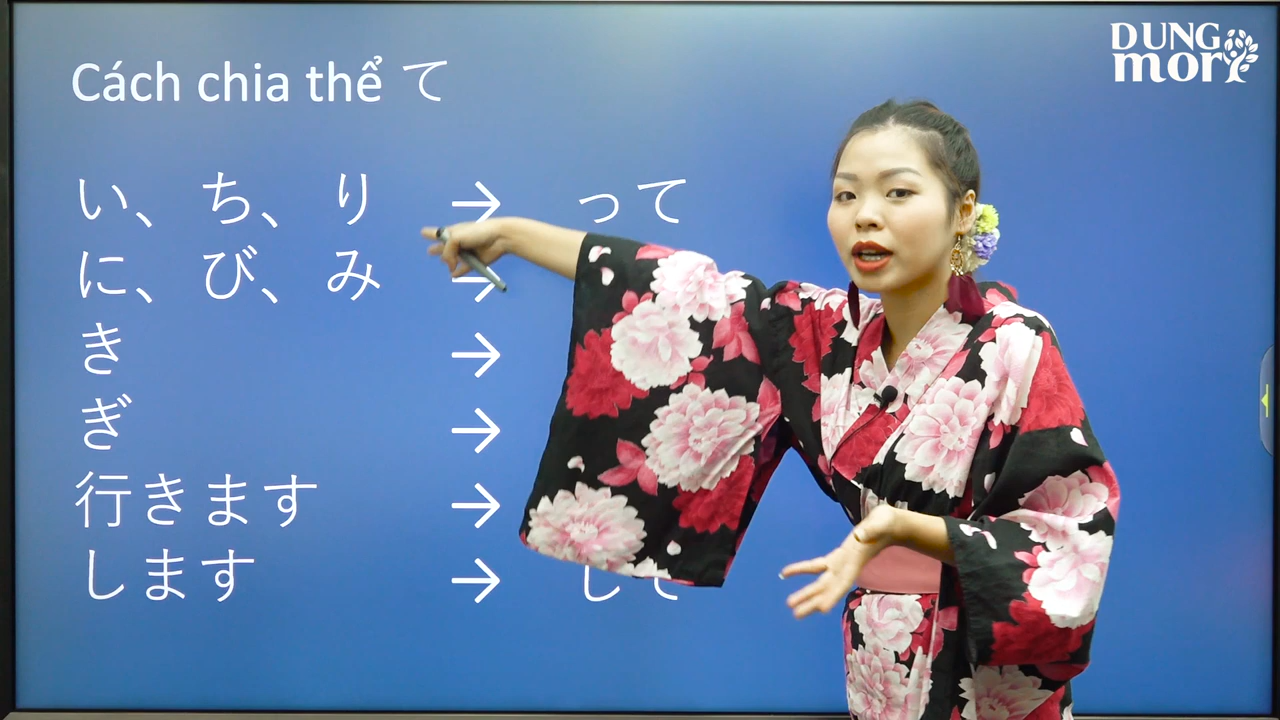 Cách chia thể て
い、 ち、 り → って
に、 び、 み →
き →
ぎ →
行きます →
します → して
DUNG
mori